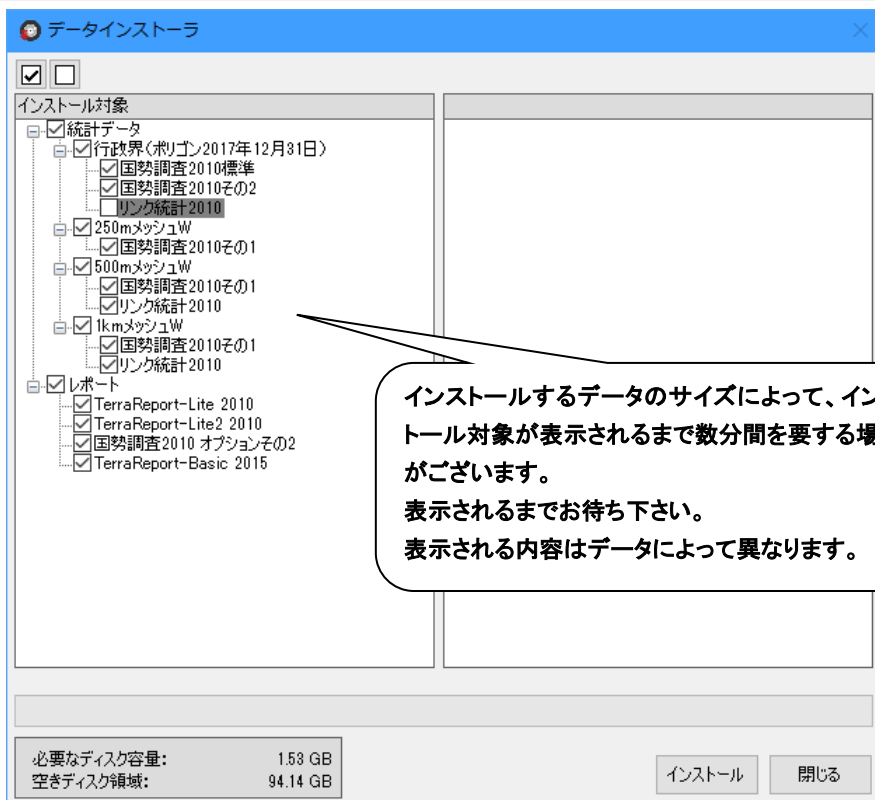 データインストーラ
インストール対象
統計データ
行政界(ポリゴン2017年12月31日)
国勢調査2010標準
国勢調査2010その2
リンク統計2010
250mメッシュW
国勢調査2010その1
500mメッシュW
国勢調査2010その1
リンク統計2010
1kmメッシュW
国勢調査2010その1
リンク統計2010
レポート
TerraReport-Lite 2010
TerraReport-Lite2 2010
国勢調査2010 オプションその2
TerraReport-Basic 2015
インストールするデータのサイズによって、イン
トール対象が表示されるまで数分間を要する場
がございます。
表示されるまでお待ち下さい。
表示される内容はデータによって異なります。
必要なディスク容量: 1.53 GB
空きディスク領域: 94.14 GB
インストール 閉じる